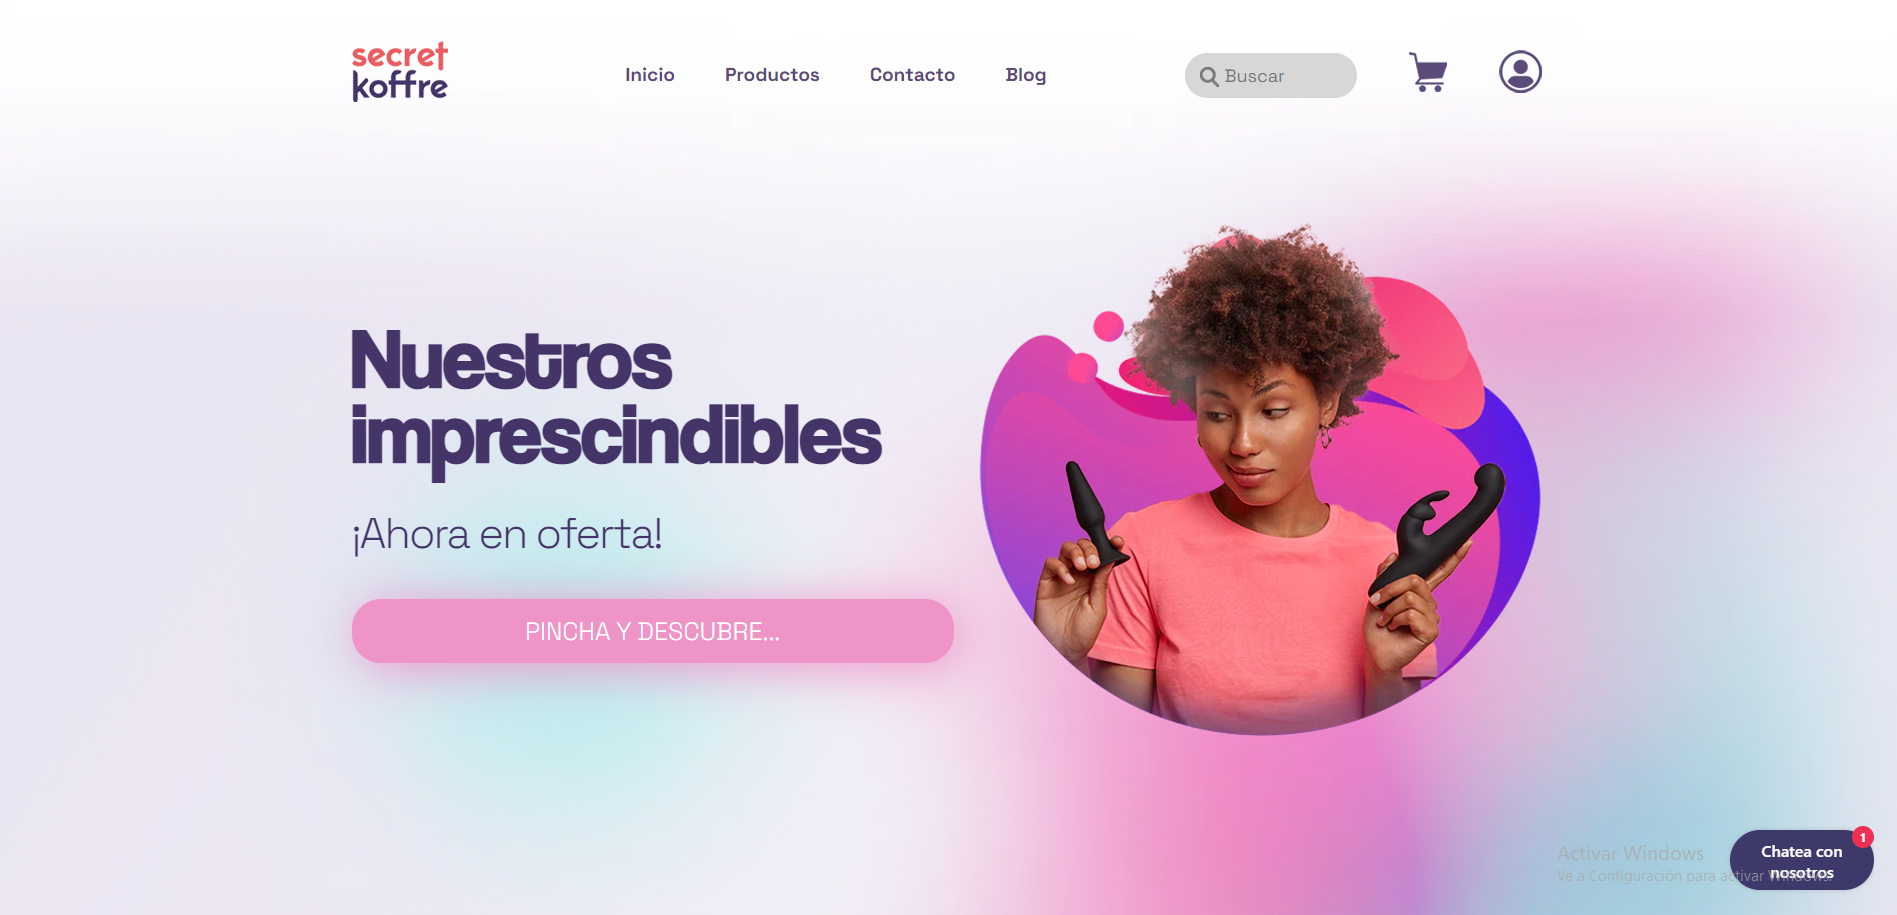 secret
koffre
Inicio
Productos
Contacto
Blog
Buscar
Nuestros
imprescindibles
¡Ahora en oferta!
PINCHA Y DESCUBRE...
1
Chatea con
nosotros
Activar Windows
Ve a Configuración para activar Windows.